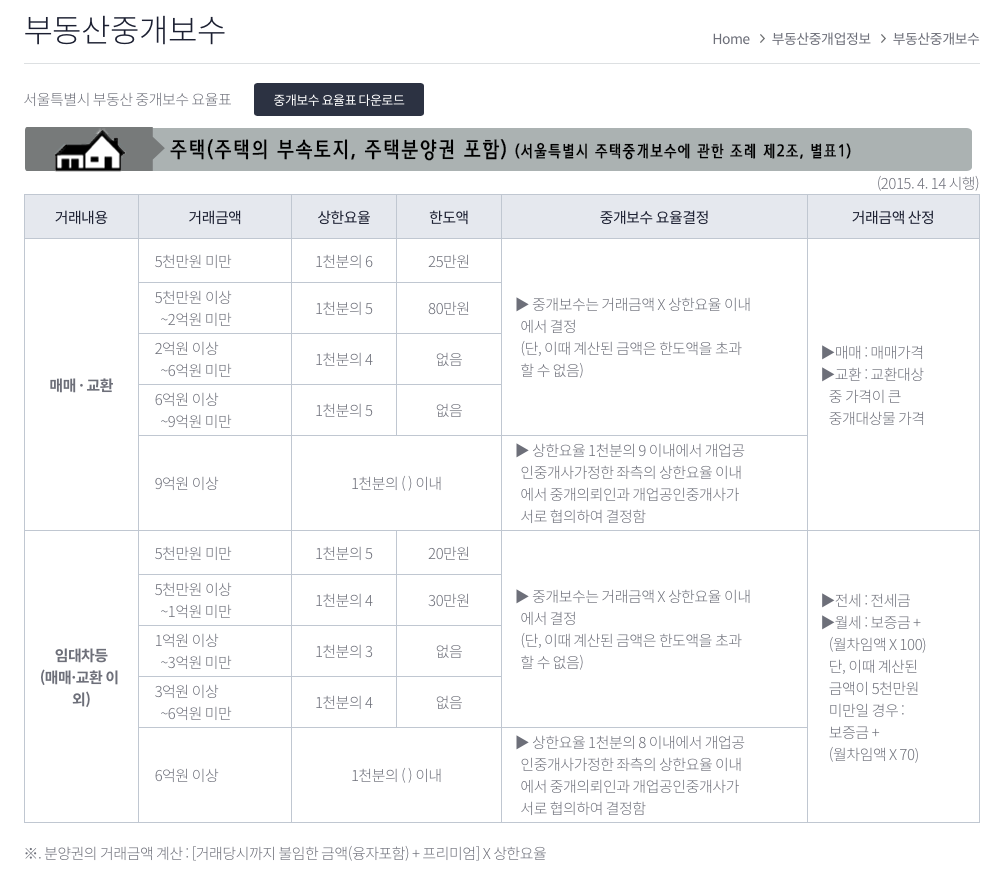 부동산중개보수
Home > 부동산중개업정보 > 부동산중개보수
서울특별시 부동산 중개보수 요율표
중개보수 요율표 다운로드
주택(주택의 부속토지, 주택분양권 포함) (서울특별시 주택중개보수에 관한 조례 제2조, 별표1)
(2015. 4. 14 시행)
거래내용 거래금액 상한요율 한도액 중개보수 요율결정 거래금액 산정
매매 · 교환
5천만원 미만 1천분의 6 25만원
5천만원 이상
~2억원 미만
1천분의 5 80만원
2억원 이상
~6억원 미만
1천분의 4 없음
6억원 이상
~9억원 미만
1천분의 5 없음
▶ 중개보수는 거래금액 X 상한요율 이내
에서 결정
(단, 이때 계산된 금액은 한도액을 초과
할 수 없음)
9억원 이상 1천분의 ( ) 이내
▶ 상한요율 1천분의 9 이내에서 개업공
인중개사가정한 좌측의 상한요율 이내
에서 중개의뢰인과 개업공인중개사가
서로 협의하여 결정함
▶매매 : 매매가격
▶교환 : 교환대상
중 가격이 큰
중개대상물 가격
임대차등
(매매·교환 이
외)
5천만원 미만 1천분의 5 20만원
5천만원 이상
~1억원 미만
1천분의 4 30만원
1억원 이상
~3억원 미만
1천분의 3 없음
3억원 이상
~6억원 미만
1천분의 4 없음
▶ 중개보수는 거래금액 X 상한요율 이내
에서 결정
(단, 이때 계산된 금액은 한도액을 초과
할 수 없음)
6억원 이상 1천분의 ( ) 이내
▶ 상한요율 1천분의 8 이내에서 개업공
인중개사가정한 좌측의 상한요율 이내
에서 중개의뢰인과 개업공인중개사가
서로 협의하여 결정함
▶전세 : 전세금
▶월세 : 보증금 +
(월차임액 X 100)
단, 이때 계산된
금액이 5천만원
미만일 경우 :
보증금 +
(월차임액 X 70)
※. 분양권의 거래금액 계산 : [거래당시까지 불입한 금액(융자포함) + 프리미엄] X 상한요율